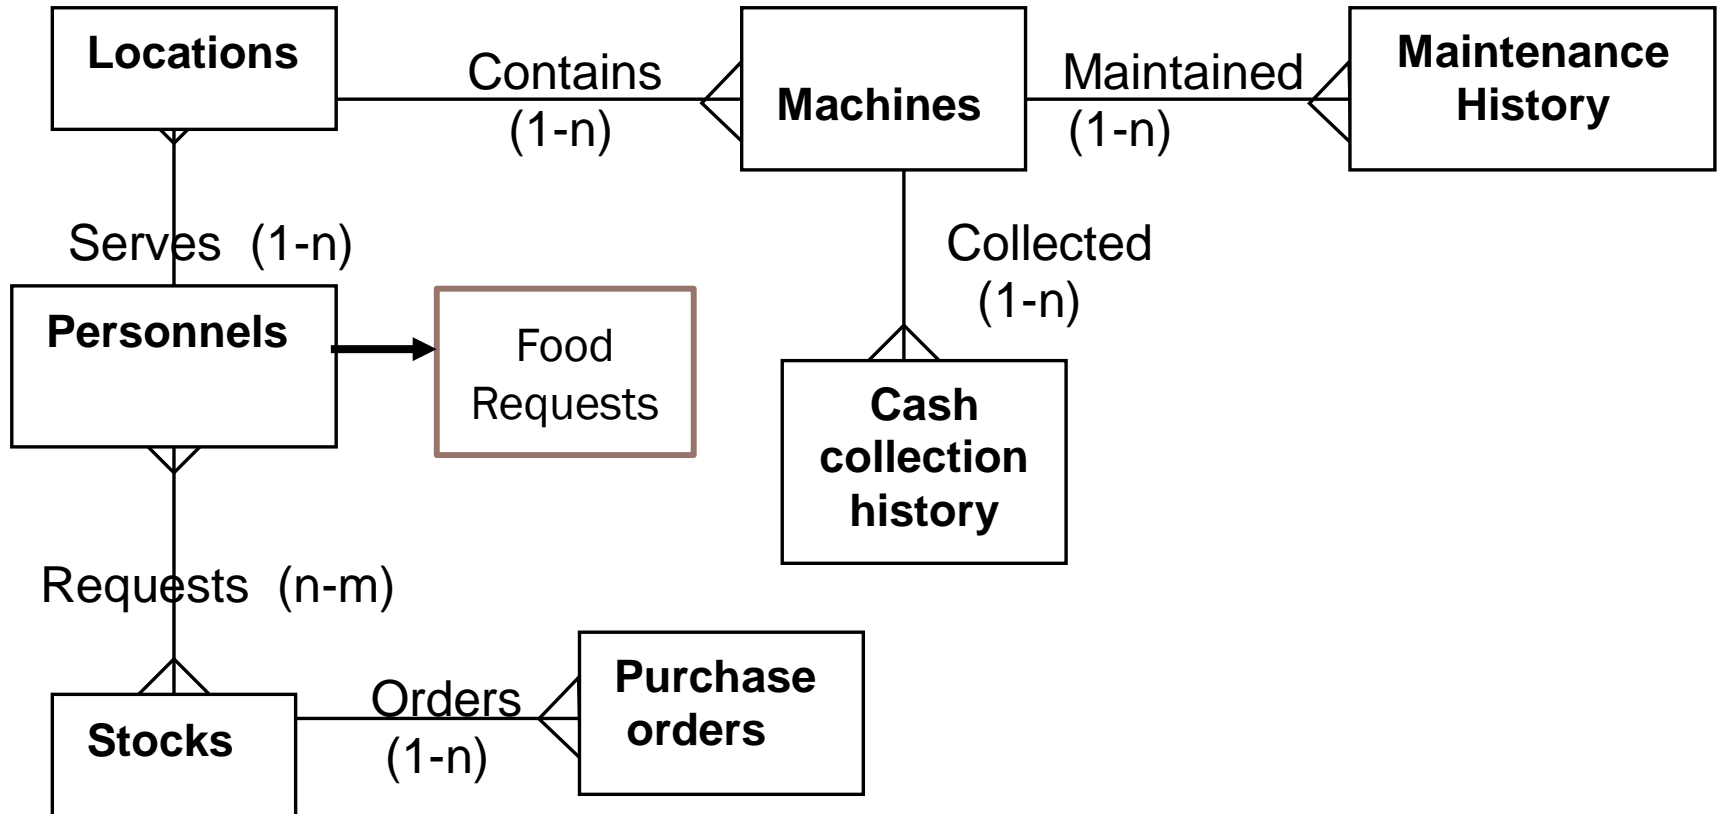 Locations
Contains
(1-n)
Machines
Maintained
(1-n)
Maintenance
History
Serves (1-n)
Collected
(1-n)
Personnels
Food
Requests
Cash
collection
history
Requests (n-m)
Stocks
Orders
(1-n)
Purchase
orders